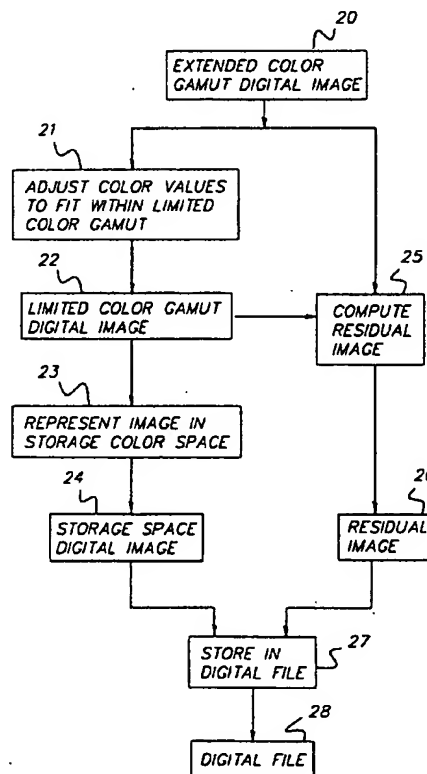 20
EXTENDED COLOR
GAMUT DIGITAL IMAGE
21
ADJUST COLOR VALUES
TO FIT WITHIN LIMITED
COLOR GAMUT
22
LIMITED COLOR GAMUT
DIGITAL IMAGE
25
COMPUTE
RESIDUAL
IMAGE
23
REPRESENT IMAGE IN
STORAGE COLOR SPACE
24
STORAGE SPACE
DIGITAL IMAGE
26
RESIDUAL
IMAGE
STORE IN
DIGITAL FILE
27
28
DIGITAL FILE